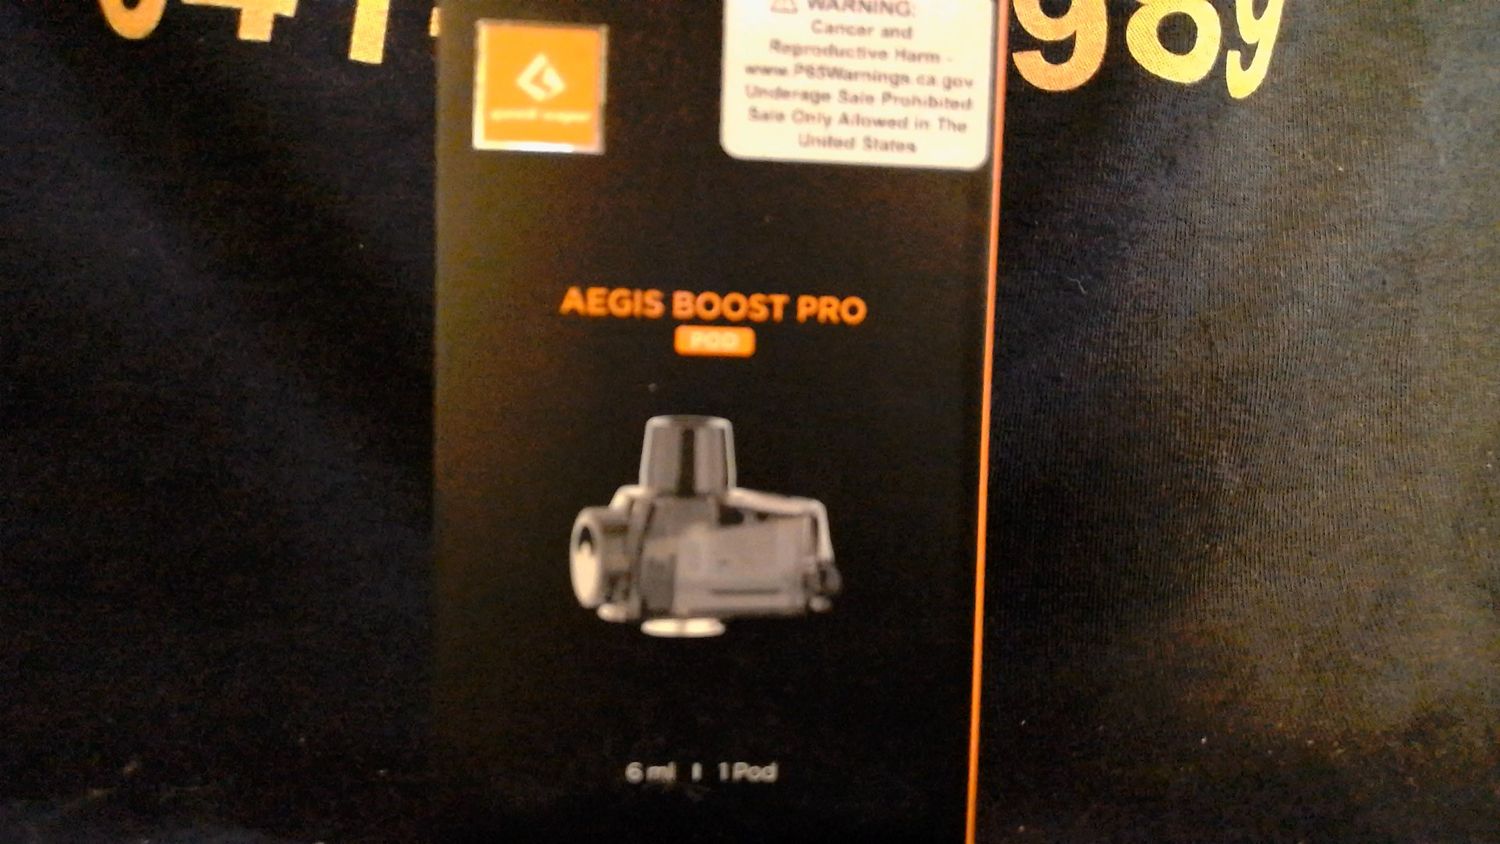 WARNING:
Cancer and
Reproductive Harm -
www.P65Warnings.ca.gov
Underage Sale Prohibited
Sale Only Allowed in The
United States
AEGIS BOOST PRO
POD
6 ml I 1 Pod